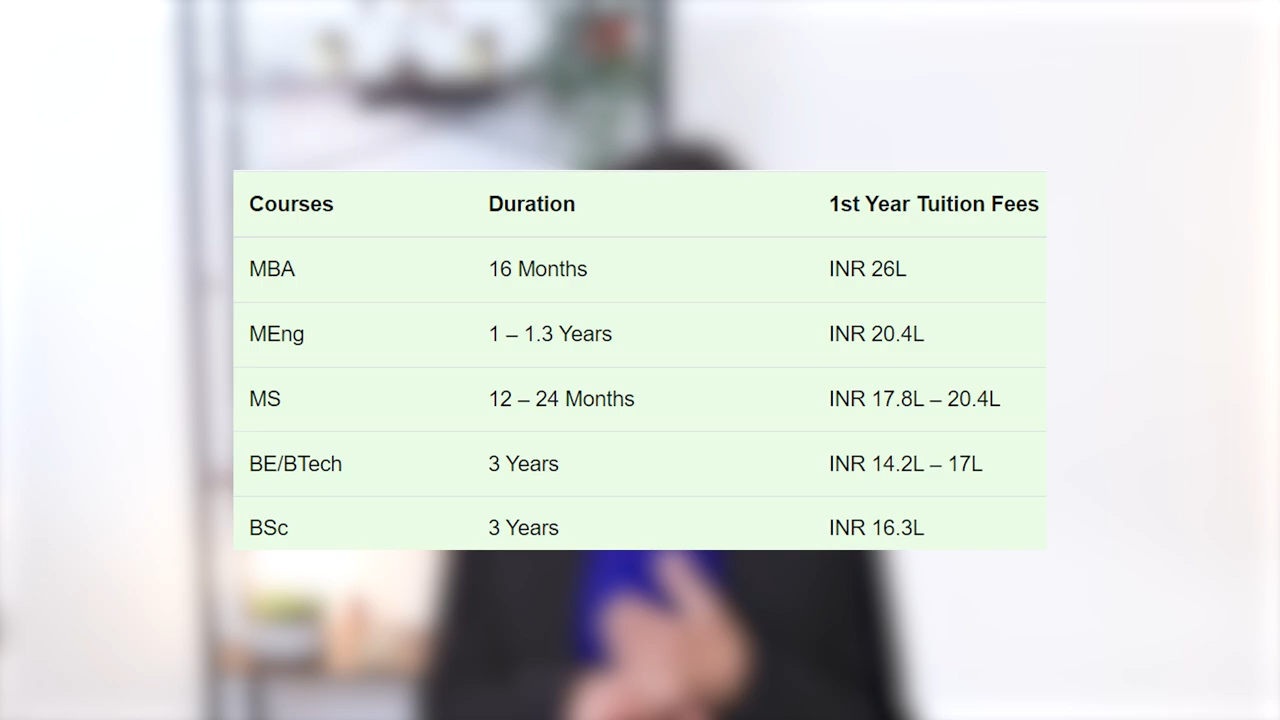 Courses Duration 1st Year Tuition Fees
MBA 16 Months INR 26L
MEng 1 – 1.3 Years INR 20.4L
MS 12 – 24 Months INR 17.8L – 20.4L
BE/BTech 3 Years INR 14.2L – 17L
BSc 3 Years INR 16.3L